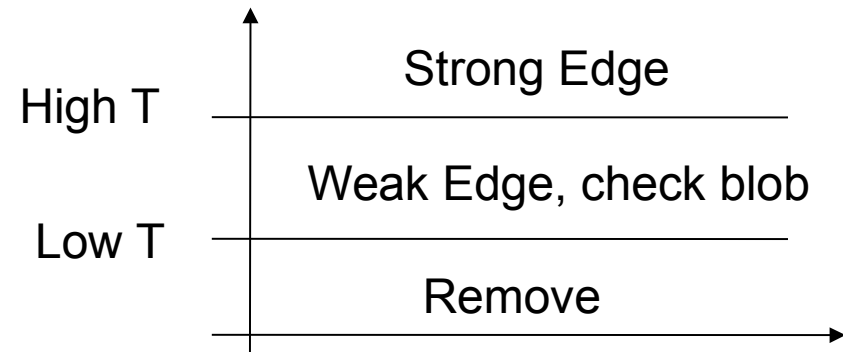 Strong Edge
High T
Weak Edge, check blob
Low T
Remove